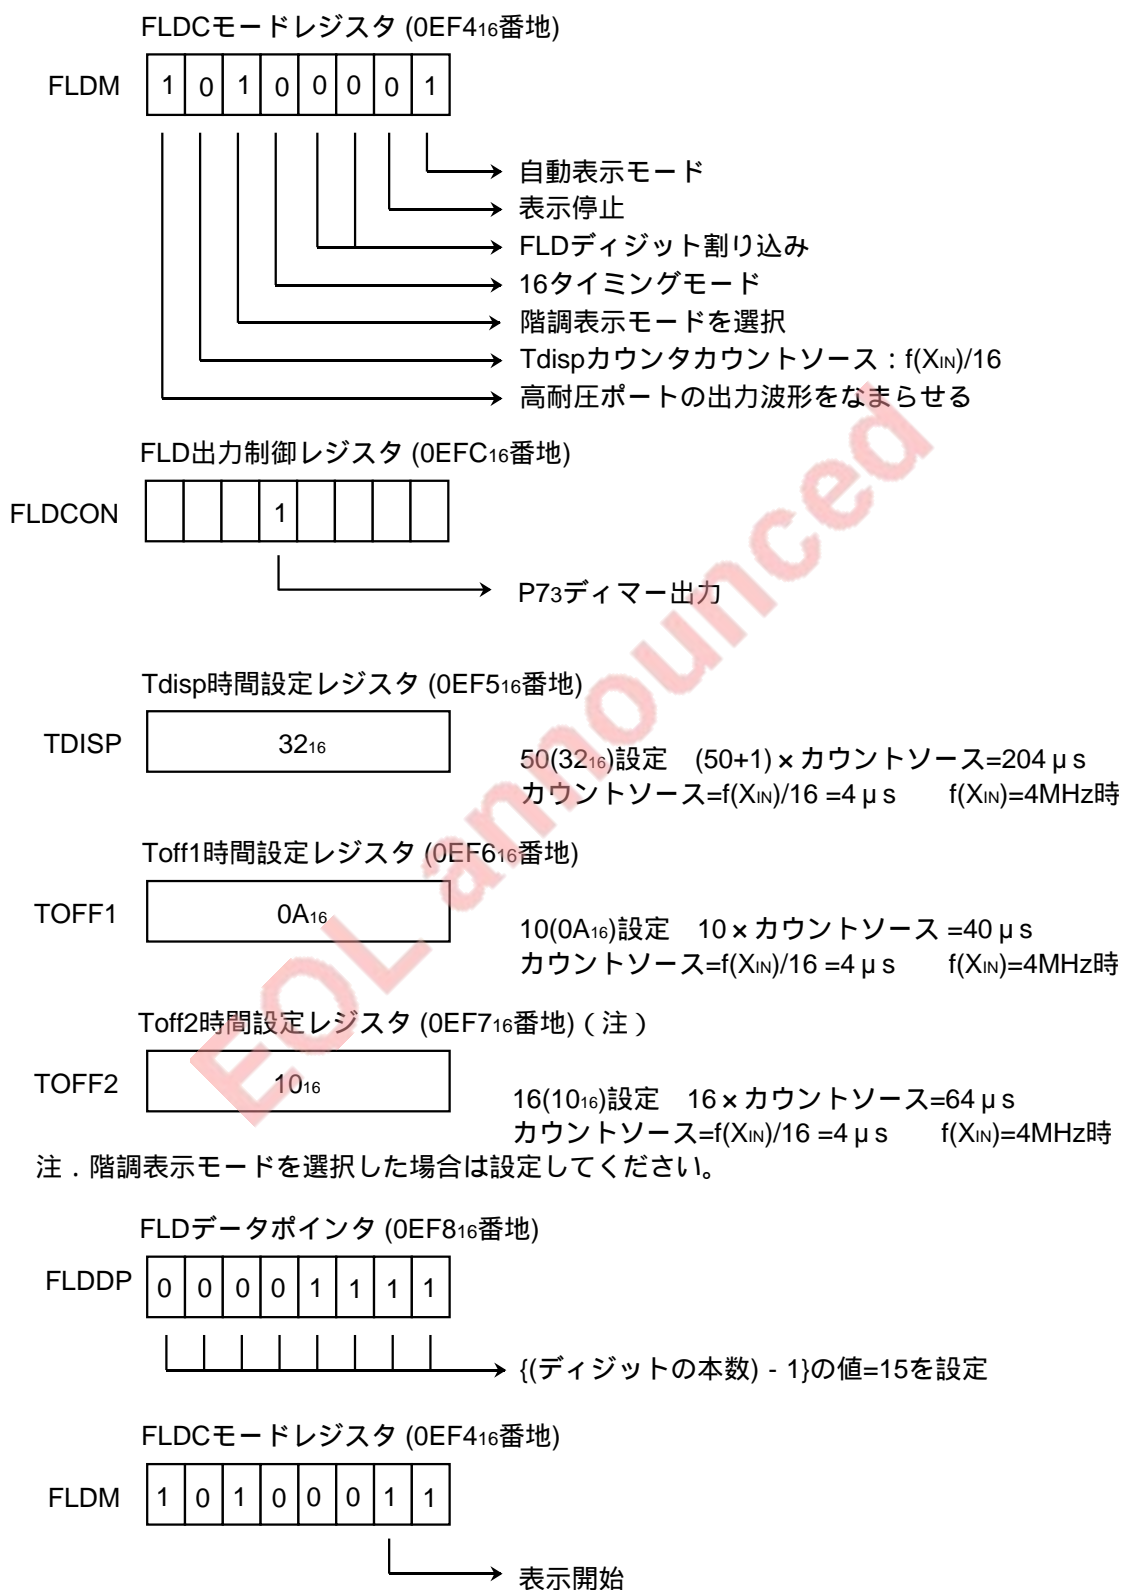 FLDCモードレジスタ (0EF416番地)
FLDM 1 0 1 0 0 0 0 1
自動表示モード
表示停止
FLDディジット割り込み
16タイミングモード
階調表示モードを選択
Tdispカウンタカウントソース：f(XIN)/16
高耐圧ポートの出力波形をなまらせる
FLD出力制御レジスタ (0EFC16番地)
FLDCON 1
P73ディマー出力
Tdisp時間設定レジスタ (0EF516番地)
TDISP 3216
50(3216)設定　(50+1)×カウントソース=204μs
カウントソース=f(XIN)/16 =4μs　f(XIN)=4MHz時
Toff1時間設定レジスタ (0EF616番地)
TOFF1 0A16
10(0A16)設定　10×カウントソース =40μs
カウントソース=f(XIN)/16 =4μs　f(XIN)=4MHz時
Toff2時間設定レジスタ (0EF716番地)（注）
TOFF2 1016
16(1016)設定　16×カウントソース=64μs
カウントソース=f(XIN)/16 =4μs　f(XIN)=4MHz時
注．階調表示モードを選択した場合は設定してください。
FLDデータポインタ (0EF816番地)
FLDDP 0 0 0 0 1 1 1 1
{(ディジットの本数) - 1}の値=15を設定
FLDCモードレジスタ (0EF416番地)
FLDM 1 0 1 0 0 0 1 1
表示開始
EOL announced